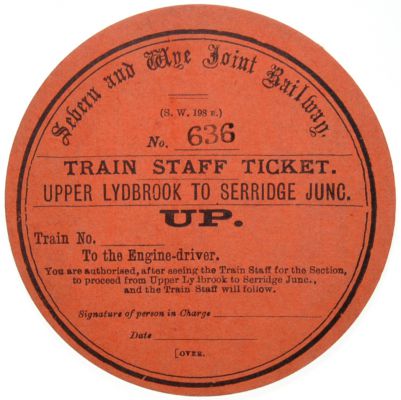 Severn and Wye Joint Railway.
(S. W. 198 E.)
No. 636
TRAIN STAFF TICKET.
UPPER LYDBROOK TO SERRIDGE JUNC.
UP.
Train No.
To the Engine-driver.
You are authorised, after seeing the Train Staff for the Section,
to proceed from Upper Ly lbrook to Serridge Junc.,
and the Train Staff will follow.
Signature of person in Charge
Date
[OVER.